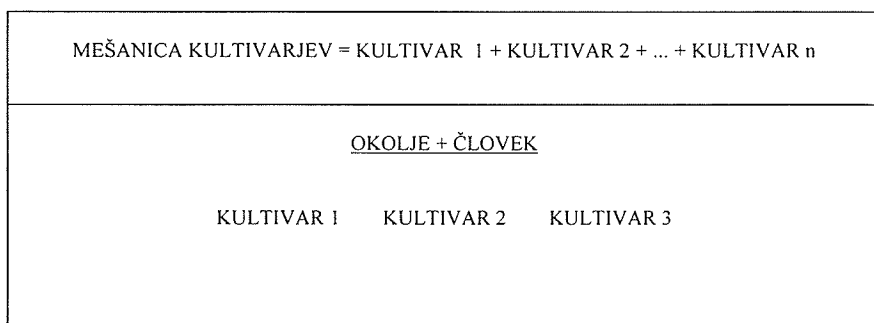 MEŠANICA KULTIVARJEV = KULTIVAR 1 + KULTIVAR 2 + ... + KULTIVAR n
OKOLJE + ČLOVEK
KULTIVAR 1 KULTIVAR 2 KULTIVAR 3